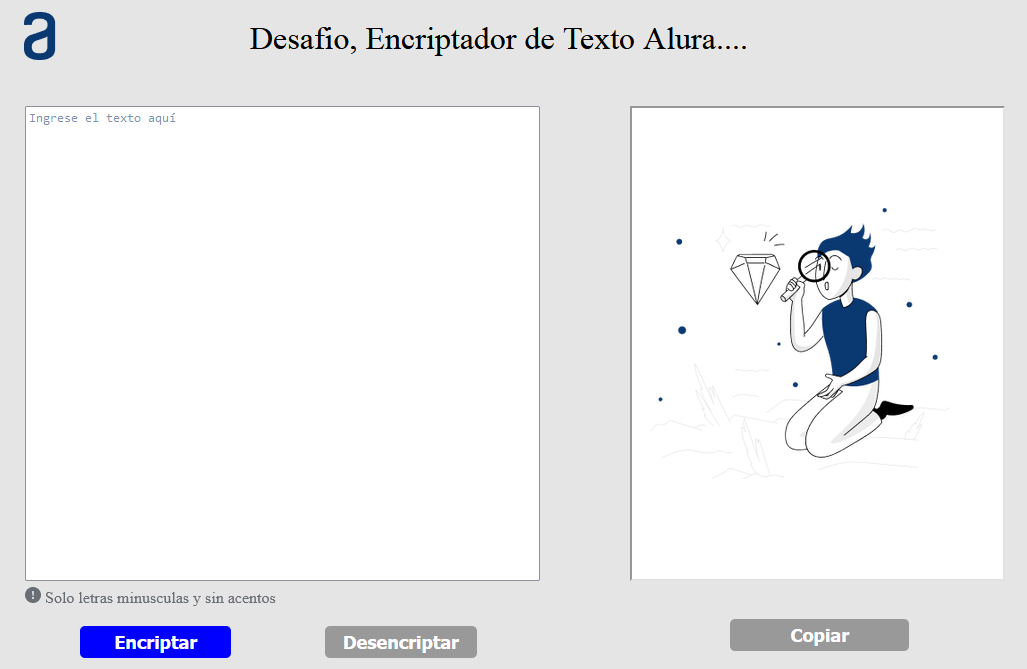 a
Desafio, Encriptador de Texto Alura....
Ingrese el texto aquí
! Solo letras minusculas y sin acentos
Encriptar
Desencriptar
Copiar